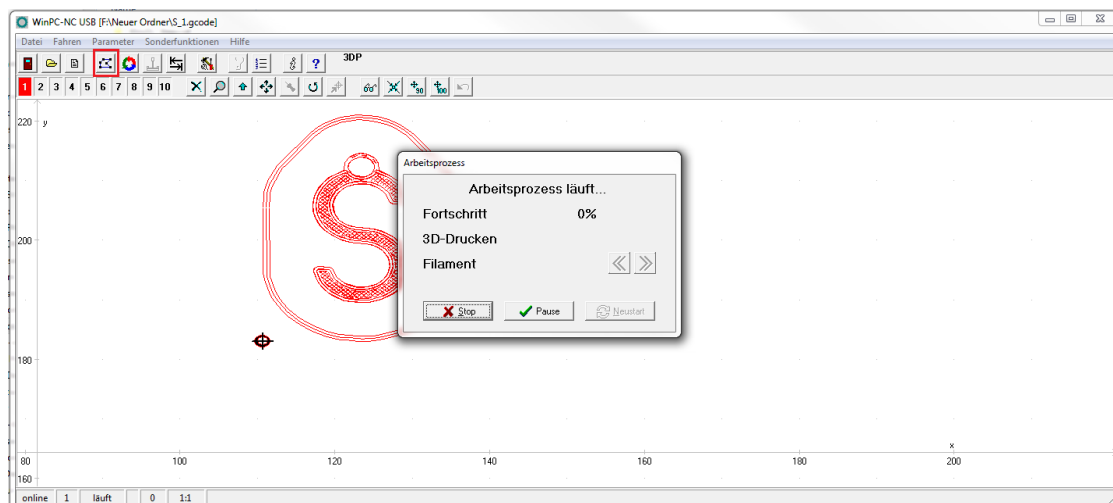 WinPC-NC USB [F:\Neuer Ordner\S_1.gcode]
Datei Fahren Parameter Sonderfunktionen Hilfe
3DP
1 2 3 4 5 6 7 8 9 10
90 100
220 y
Arbeitsprozess
Arbeitsprozess läuft...
Fortschritt 0%
200
3D-Drucken
Filament
Stop Pause Neustart
180
x
80 100 120 140 160 180 200
160
online 1 läuft 0 1:1